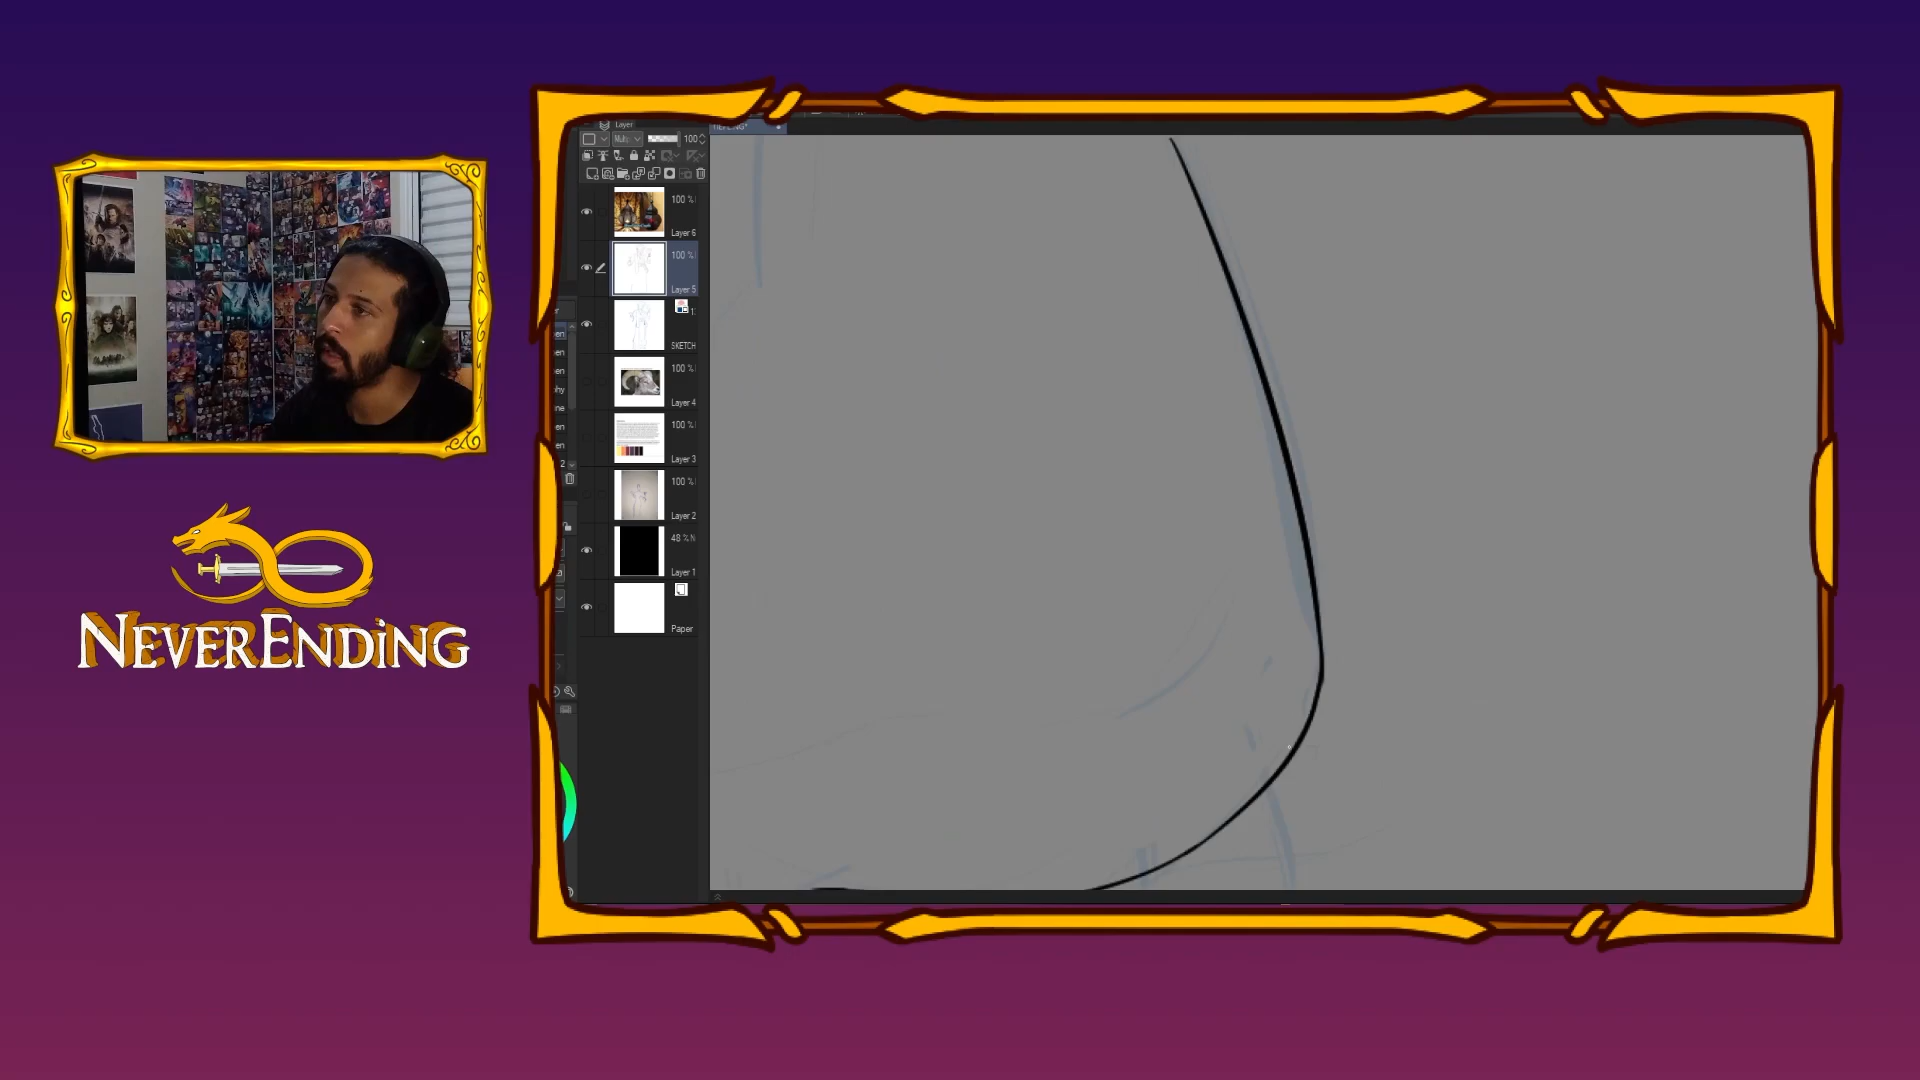 Layer
100
100 %
Layer 6
100 %
Layer 5
SKETCH
100 %
Layer 4
100 %
Layer 3
100 %
Layer 2
48 %
Layer 1
Paper
NEVERENDiNG